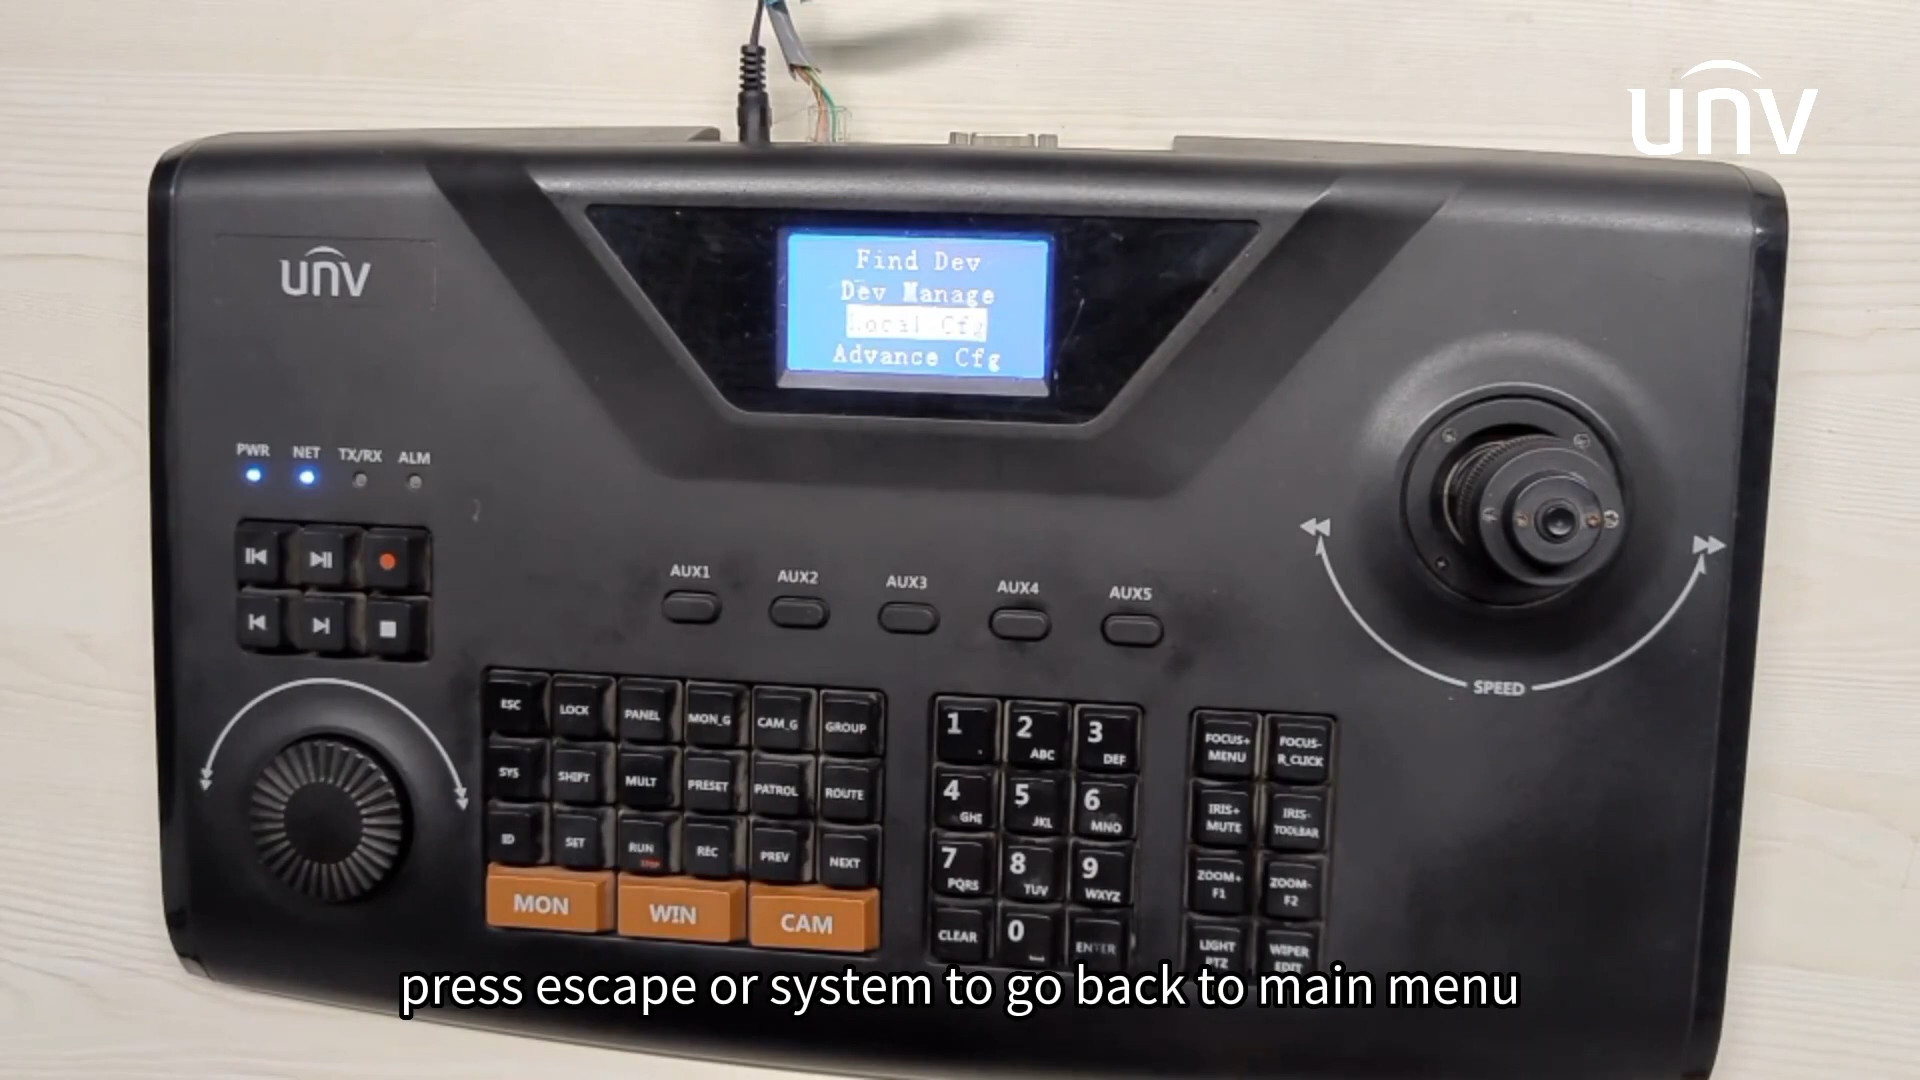 unv
unv
Find Dev
Dev Manage
Local Cfg
Advance Cfg
PWR NET TX/RX ALM
AUX1 AUX2 AUX3 AUX4 AUX5
SPEED
ESC LOCK PANEL MON_G CAM_G GROUP
SYS SHIFT MULT PRESET PATROL ROUTE
ID SET RUN REC PREV NEXT
STOP
MON WIN CAM
1 2 ABC 3 DEF
4 GHI 5 JKL 6 MNO
7 PQRS 8 TUV 9 WXYZ
CLEAR 0 ENTER
FOCUS+ MENU FOCUS- R_CLICK
IRIS+ MUTE IRIS- TOOLBAR
ZOOM+ F1 ZOOM- F2
LIGHT PTZ WIPER EDIT
press escape or system to go back to main menu